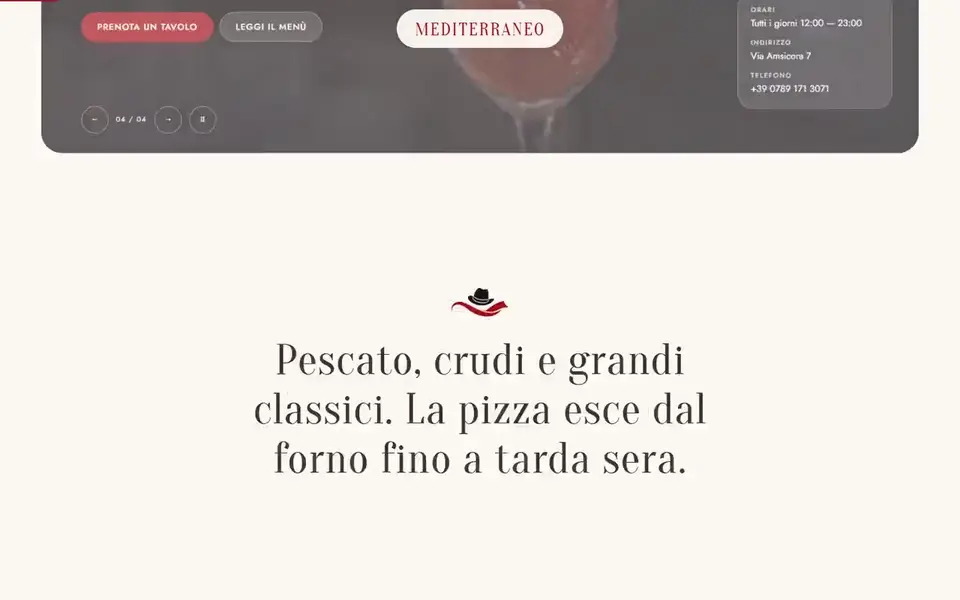 PRENOTA UN TAVOLO
LEGGI IL MENÙ
MEDITERRANEO
ORARI
Tutti i giorni 12:00 — 23:00
INDIRIZZO
Via Amsicora 7
TELEFONO
+39 0789 171 3071
← 04 / 04 →
Pescato, crudi e grandi
classici. La pizza esce dal
forno fino a tarda sera.